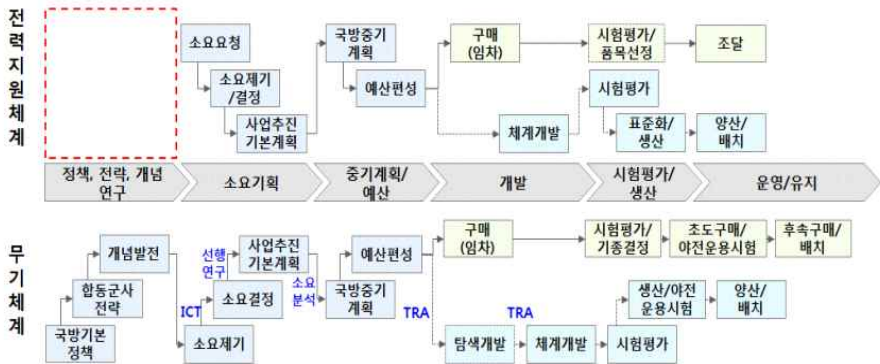 전력지원체계
소요요청
소요제기
/결정
사업추진
기본계획
국방중기
계획
예산편성
구매
(임차)
시험평가/
품목선정
조달
체계개발
시험평가
표준화/
생산
양산/
배치
정책, 전략, 개념
연구
소요기획
중기계획/
예산
개발
시험평가/
생산
운영/유지
무기체계
국방기본
정책
합동군사
전략
개념발전
소요제기
ICT
소요결정
선행
연구
사업추진
기본계획
소요
분석
국방중기
계획
예산편성
TRA
구매
(임차)
시험평가/
기종결정
초도구매/
야전운용시험
후속구매/
배치
탐색개발
TRA
체계개발
시험평가
생산/야전
운용시험
양산/
배치